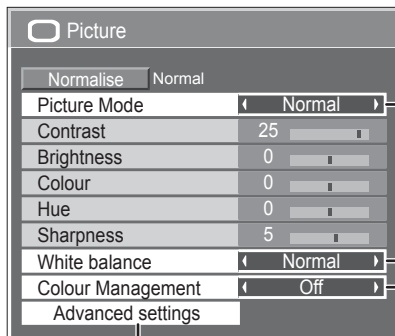 Picture
Normalise Normal
Picture Mode Normal
Contrast 25
Brightness 0
Colour 0
Hue 0
Sharpness 5
White balance Normal
Colour Management Off
Advanced settings